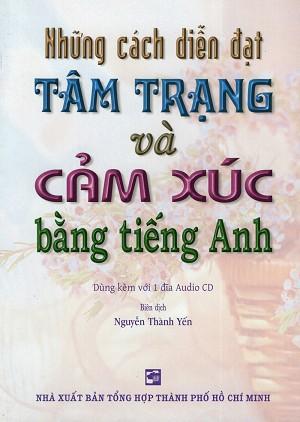 Những cách diễn đạt
TÂM TRẠNG
và
CẢM XÚC
bằng tiếng Anh
Dùng kèm với 1 đĩa Audio CD
Biên dịch
Nguyễn Thành Yến
NHÀ XUẤT BẢN TỔNG HỢP THÀNH PHỐ HỒ CHÍ MINH